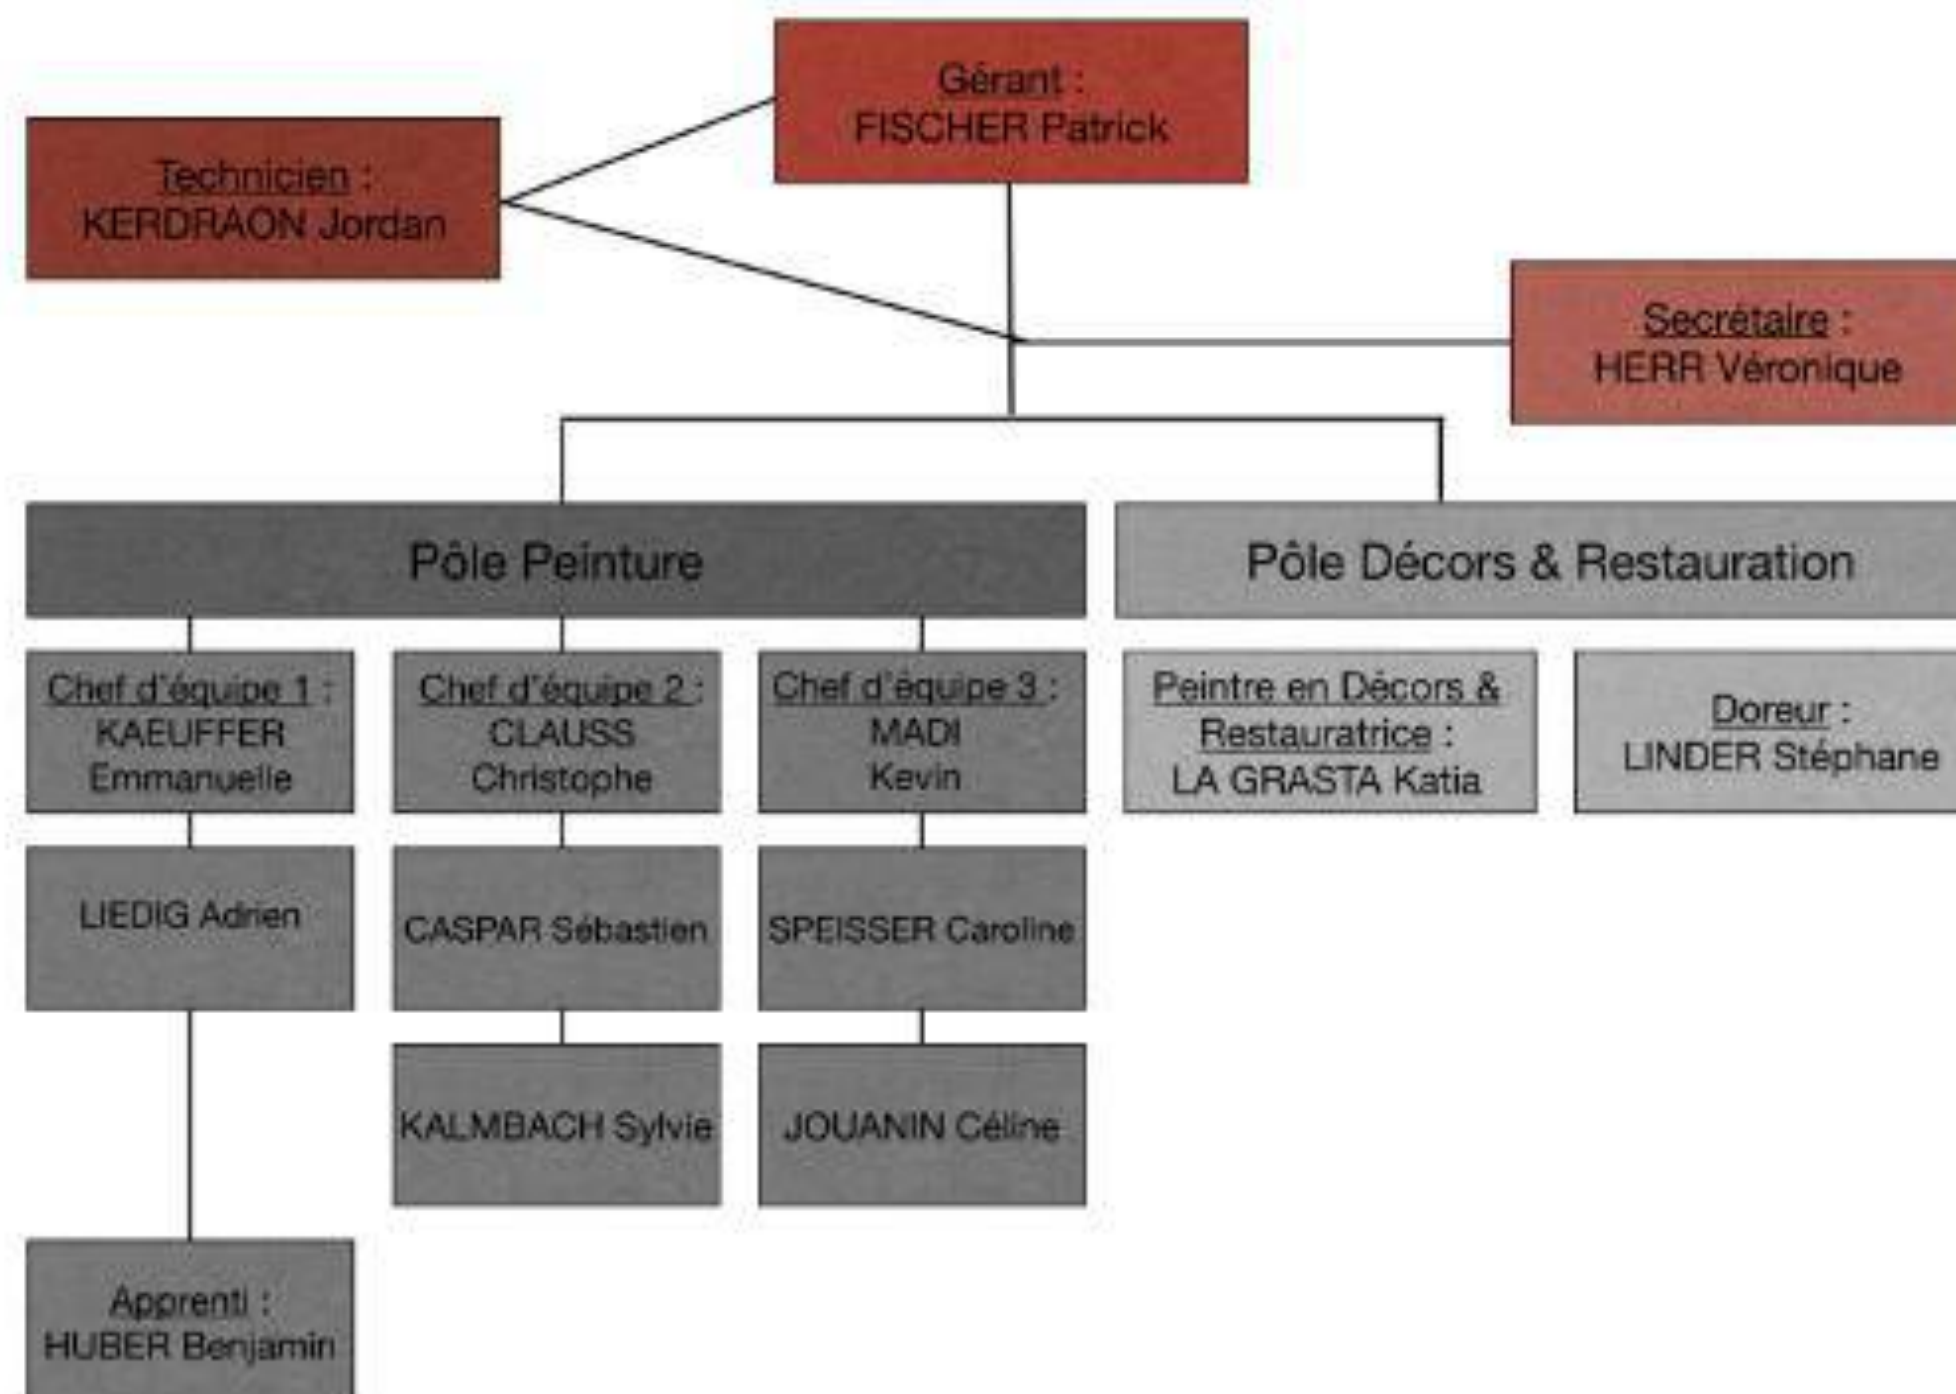 Gérant :
FISCHER Patrick
Technicien :
KERDRAON Jordan
Secrétaire :
HERR Véronique
Pôle Peinture
Pôle Décors & Restauration
Chef d'équipe 1 :
KAEUFFER
Emmanuelle
Chef d'équipe 2 :
CLAUSS
Christophe
Chef d'équipe 3 :
MADI
Kevin
Peintre en Décors &
Restauratrice :
LA GRASTA Katia
Doreur :
LINDER Stéphane
LIEDIG Adrien
CASPAR Sébastien
SPEISSER Caroline
KALMBACH Sylvie
JOUANIN Céline
Apprenti :
HUBER Benjamin